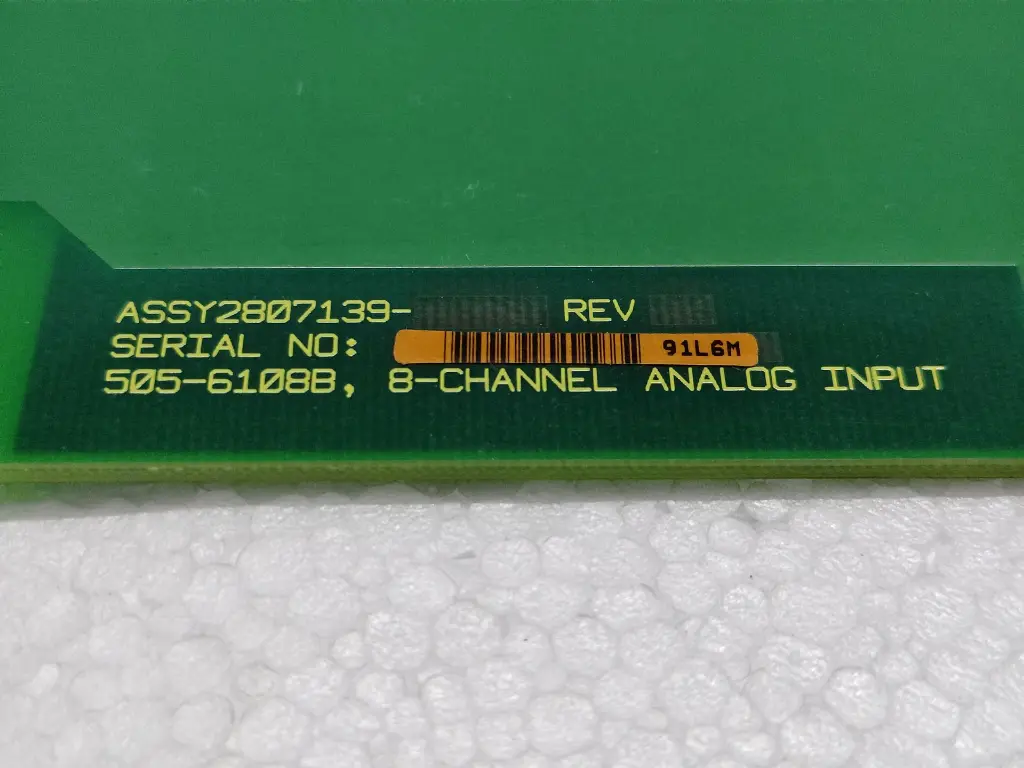 ASSY2807139- REV
SERIAL NO: 91L6M
505-6108B, 8-CHANNEL ANALOG INPUT